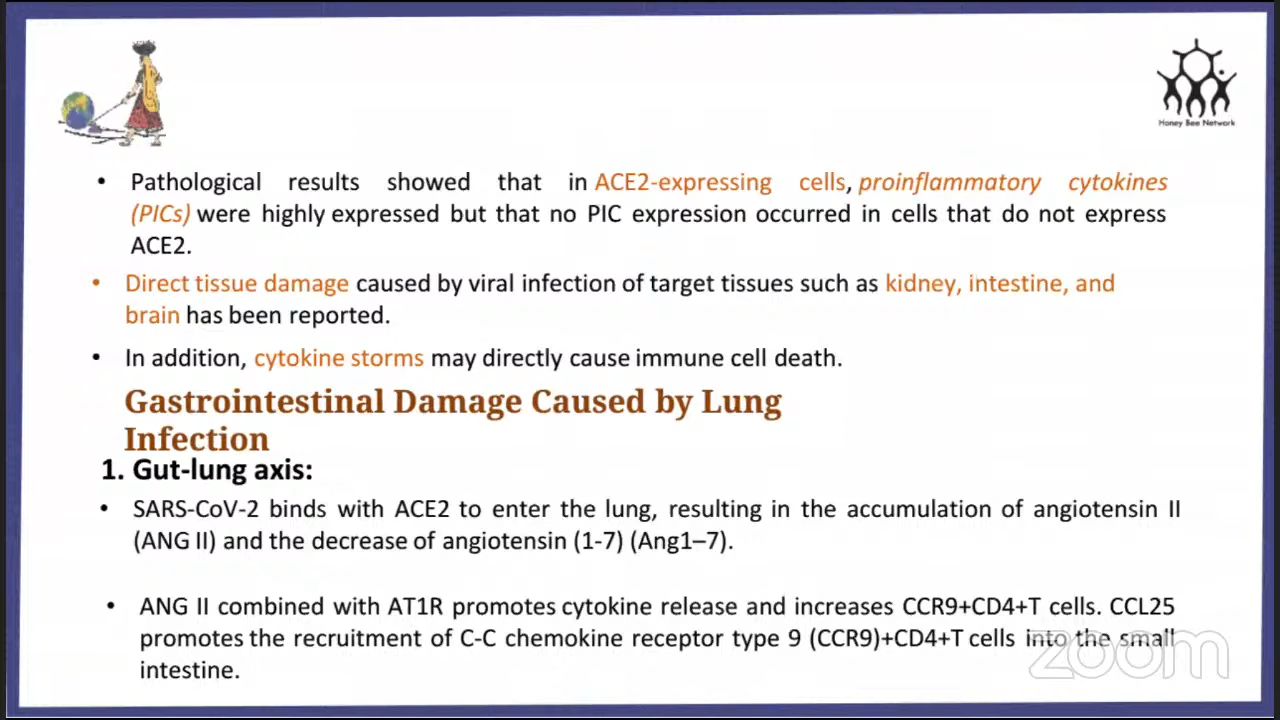 Honey Bee Network
• Pathological results showed that in ACE2-expressing cells, proinflammatory cytokines
(PICs) were highly expressed but that no PIC expression occurred in cells that do not express
ACE2.
• Direct tissue damage caused by viral infection of target tissues such as kidney, intestine, and
brain has been reported.
• In addition, cytokine storms may directly cause immune cell death.
Gastrointestinal Damage Caused by Lung
Infection
1. Gut-lung axis:
• SARS-CoV-2 binds with ACE2 to enter the lung, resulting in the accumulation of angiotensin II
(ANG II) and the decrease of angiotensin (1-7) (Ang1–7).
• ANG II combined with AT1R promotes cytokine release and increases CCR9+CD4+T cells. CCL25
promotes the recruitment of C-C chemokine receptor type 9 (CCR9)+CD4+T cells into the small
intestine.
zoom